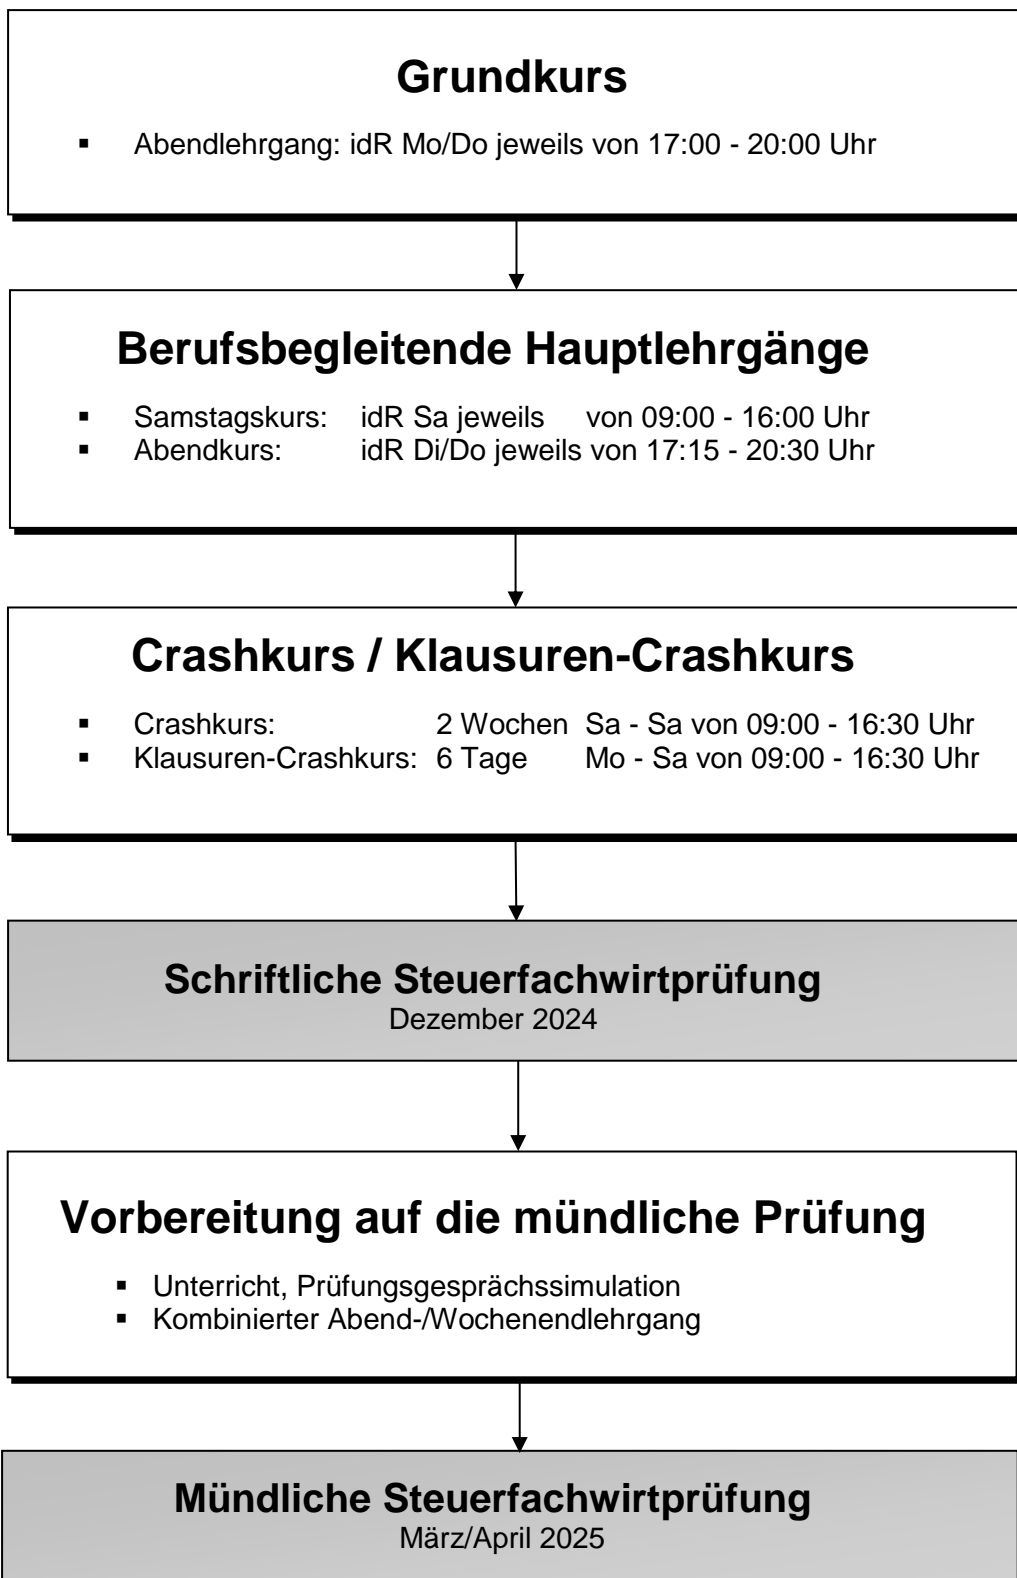 Grundkurs
▪ Abendlehrgang: idR Mo/Do jeweils von 17:00 - 20:00 Uhr
Berufsbegleitende Hauptlehrgänge
▪ Samstagskurs: idR Sa jeweils von 09:00 - 16:00 Uhr
▪ Abendkurs: idR Di/Do jeweils von 17:15 - 20:30 Uhr
Crashkurs / Klausuren-Crashkurs
▪ Crashkurs: 2 Wochen Sa - Sa von 09:00 - 16:30 Uhr
▪ Klausuren-Crashkurs: 6 Tage Mo - Sa von 09:00 - 16:30 Uhr
Schriftliche Steuerfachwirtprüfung
Dezember 2024
Vorbereitung auf die mündliche Prüfung
▪ Unterricht, Prüfungsgesprächssimulation
▪ Kombinierter Abend-/Wochenendlehrgang
Mündliche Steuerfachwirtprüfung
März/April 2025